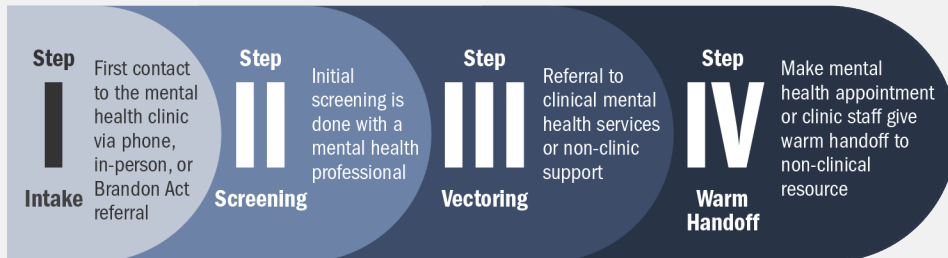 Step
I
Intake
First contact
to the mental
health clinic
via phone,
in-person, or
Brandon Act
referral
Step
II
Screening
Initial
screening is
done with a
mental health
professional
Step
III
Vectoring
Referral to
clinical mental
health services
or non-clinic
support
Step
IV
Warm
Handoff
Make mental
health appointment
or clinic staff give
warm handoff to
non-clinical
resource